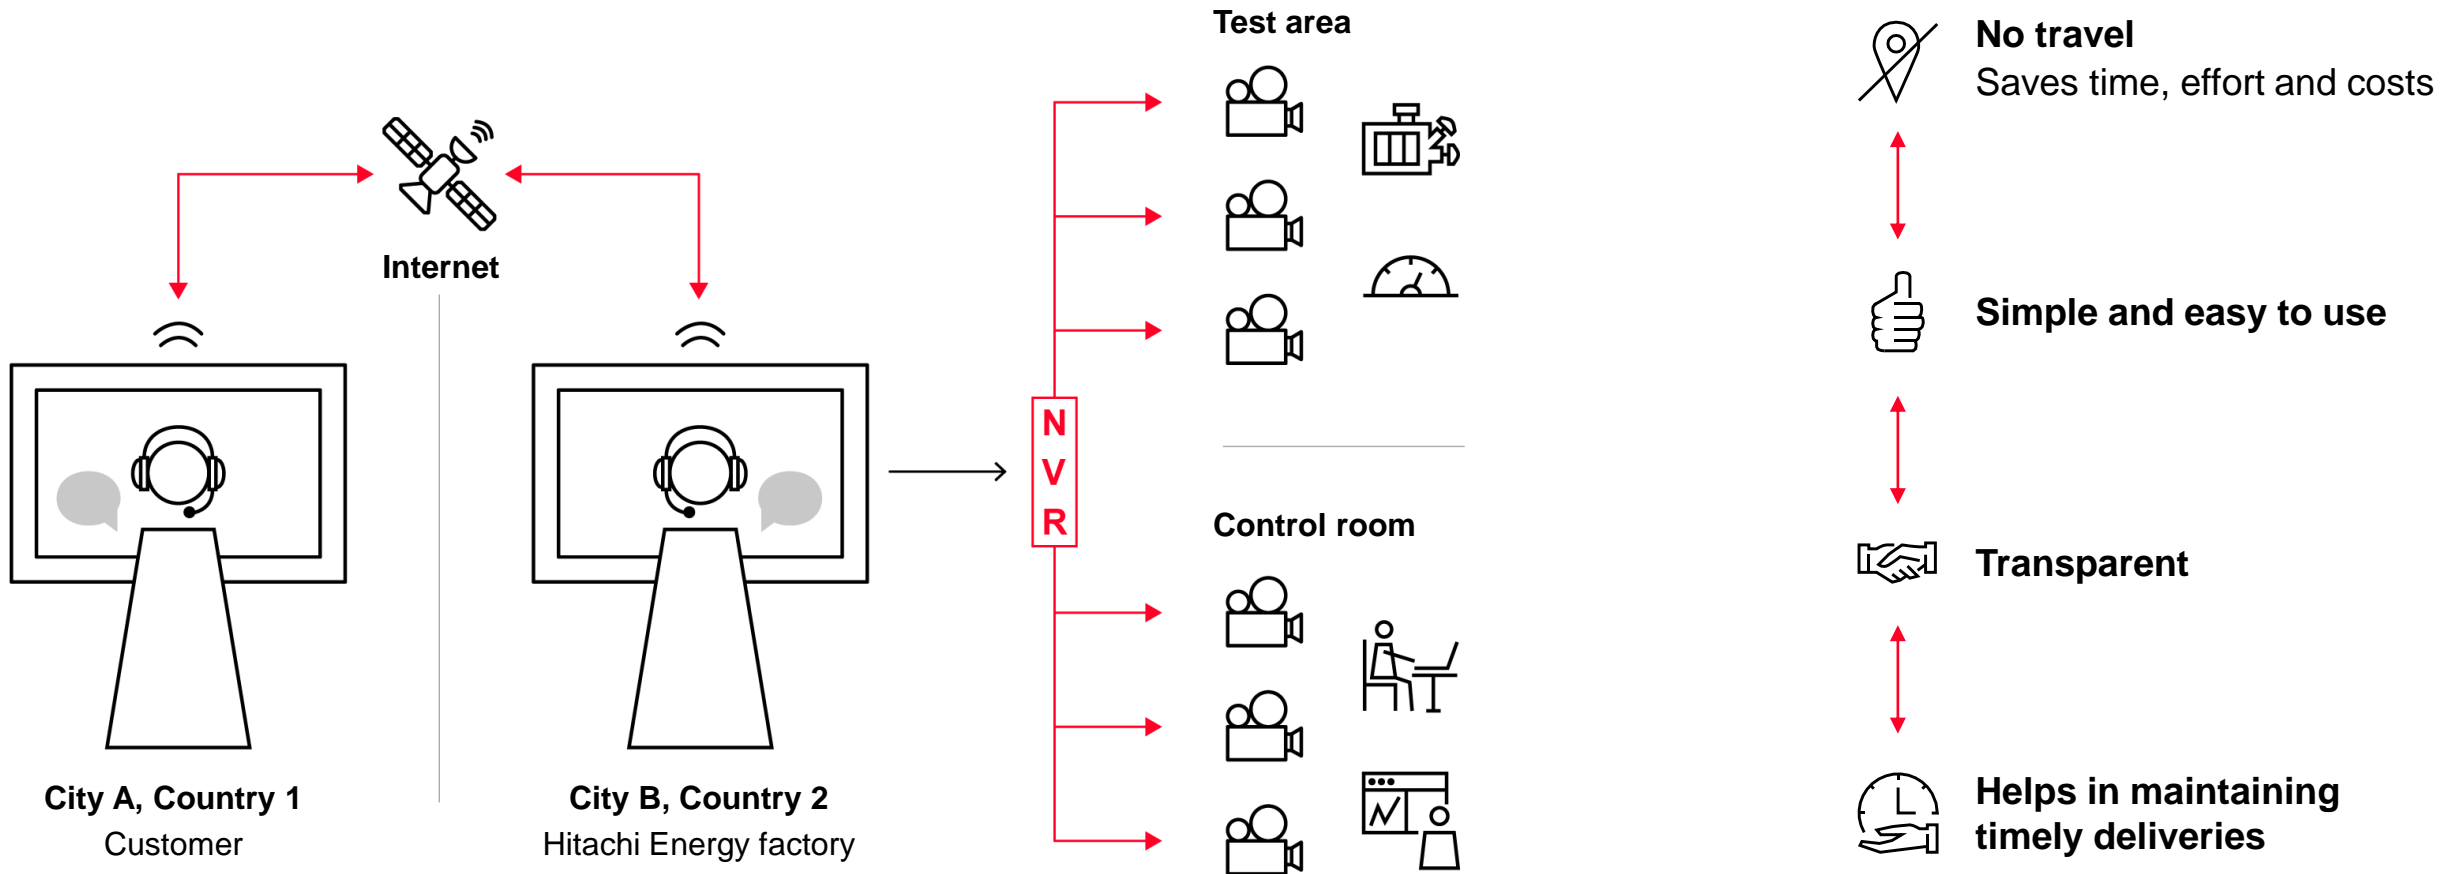 Internet
City A, Country 1
Customer
City B, Country 2
Hitachi Energy factory
N
V
R
Test area
Control room
No travel
Saves time, effort and costs
Simple and easy to use
Transparent
Helps in maintaining
timely deliveries